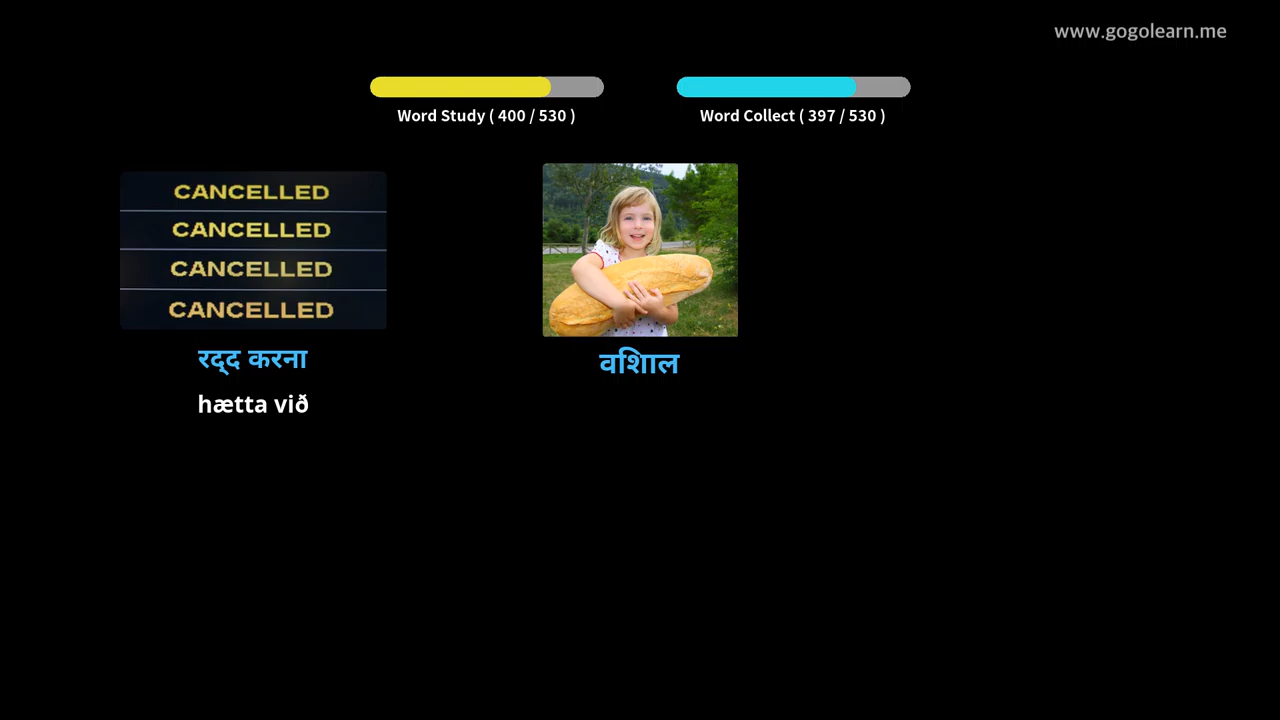 www.gogolearn.me
Word Study ( 400 / 530 )
Word Collect ( 397 / 530 )
CANCELLED
CANCELLED
CANCELLED
CANCELLED
रद्द करना
hætta við
विशाल